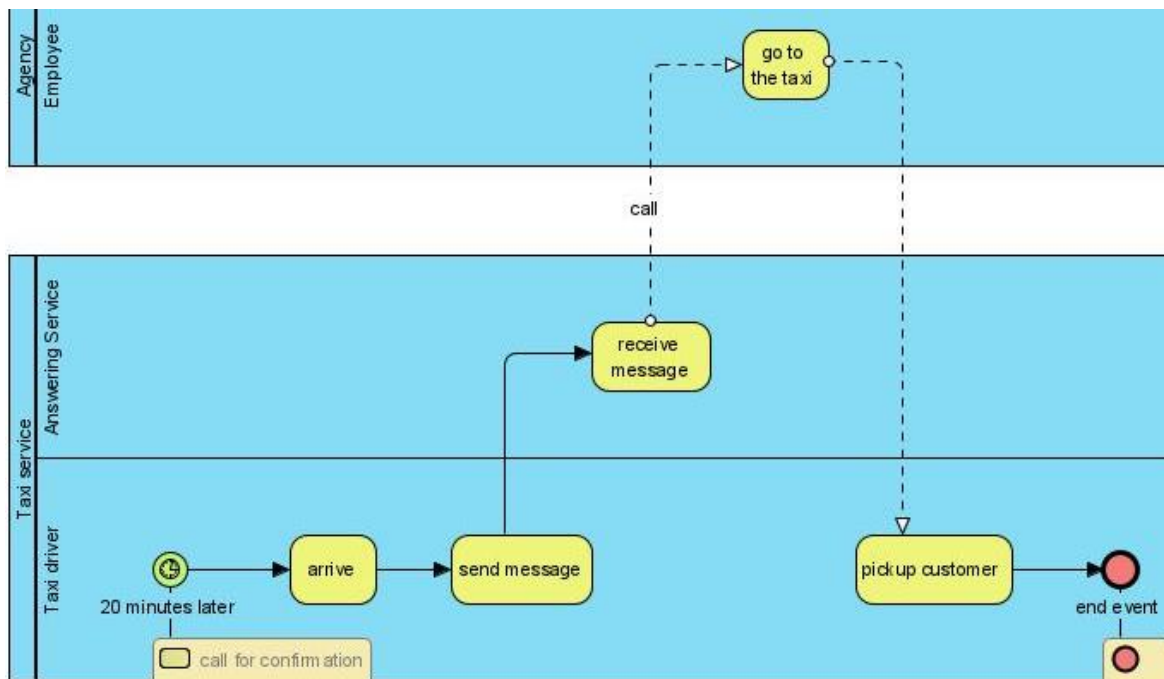 Agency
Employee
go to
the taxi
call
Taxi service
Answering Service
receive
message
Taxi driver
20 minutes later
arrive
send message
pickup customer
end event
call for confirmation